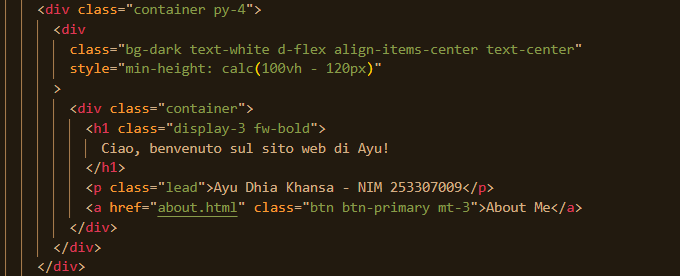 <div class="container py-4">
<div
class="bg-dark text-white d-flex align-items-center text-center"
style="min-height: calc(100vh - 120px)"
>
<div class="container">
<h1 class="display-3 fw-bold">
Ciao, benvenuto sul sito web di Ayu!
</h1>
<p class="lead">Ayu Dhia Khansa - NIM 253307009</p>
<a href="about.html" class="btn btn-primary mt-3">About Me</a>
</div>
</div>
</div>